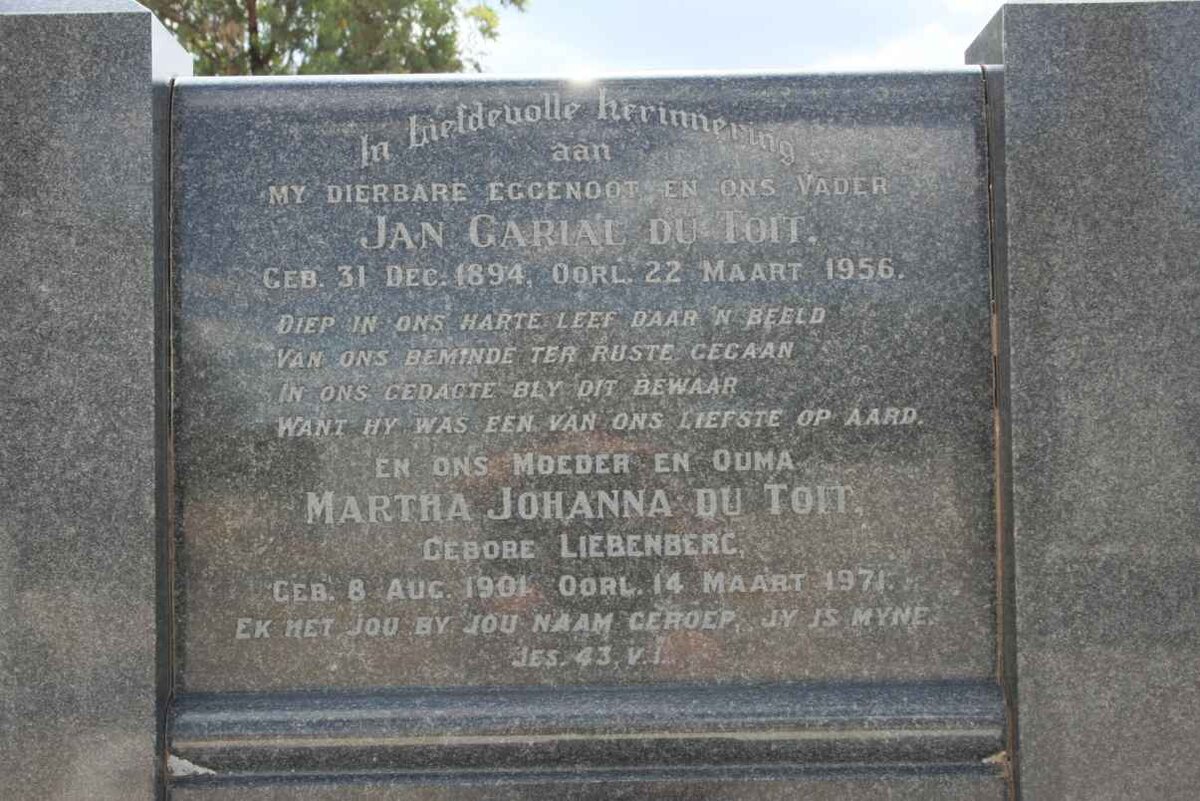 In Liefdevolle herinnering
aan
MY DIERBARE EGGENOOT EN ONS VADER
JAN GARIAL DU TOIT.
GEB. 31 DEC. 1894, OORL. 22 MAART 1956.
DIEP IN ONS HARTE LEEF DAAR 'N BEELD
VAN ONS BEMINDE TER RUSTE GEGAAN
IN ONS GEDAGTE BLY DIT BEWAAR
WANT HY WAS EEN VAN ONS LIEFSTE OP AARD.
EN ONS MOEDER EN OUMA
MARTHA JOHANNA DU TOIT.
GEBORE LIEBENBERG.
GEB. 8 AUG. 1901 OORL. 14 MAART 1971.
EK HET JOU BY JOU NAAM GEROEP, JY IS MYNE.
JES. 43, V. 1.